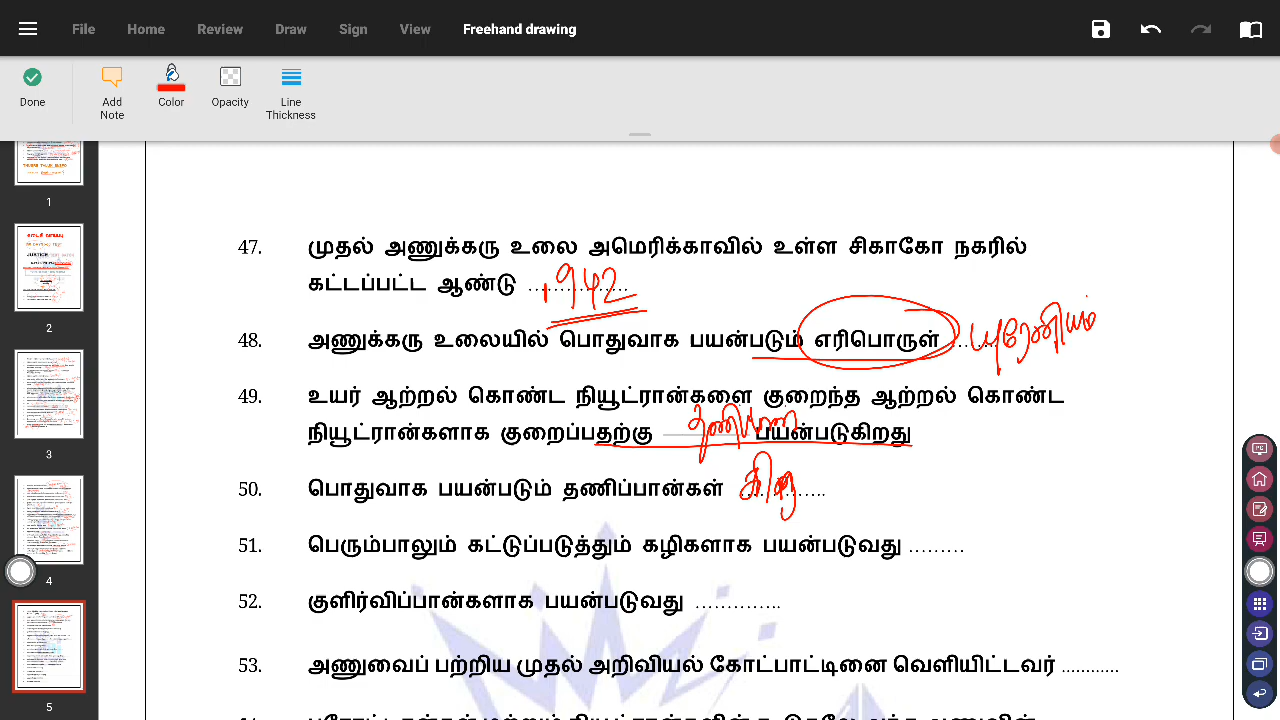 File Home Review Draw Sign View Freehand drawing
Done Add Note Color Opacity Line Thickness
1
2
3
4
5
47. முதல் அணுக்கரு உலை அமெரிக்காவில் உள்ள சிகாகோ நகரில்
கட்டப்பட்ட ஆண்டு ................ 1942
48. அணுக்கரு உலையில் பொதுவாக பயன்படும் எரிபொருள் ........ யுரேனியம்
49. உயர் ஆற்றல் கொண்ட நியூட்ரான்களை குறைந்த ஆற்றல் கொண்ட
நியூட்ரான்களாக குறைப்பதற்கு ________ பயன்படுகிறது
50. பொதுவாக பயன்படும் தணிப்பான்கள் ..............
51. பெரும்பாலும் கட்டுப்படுத்தும் கழிகளாக பயன்படுவது .........
52. குளிர்விப்பான்களாக பயன்படுவது ..............
53. அணுவைப் பற்றிய முதல் அறிவியல் கோட்பாட்டினை வெளியிட்டவர் ............